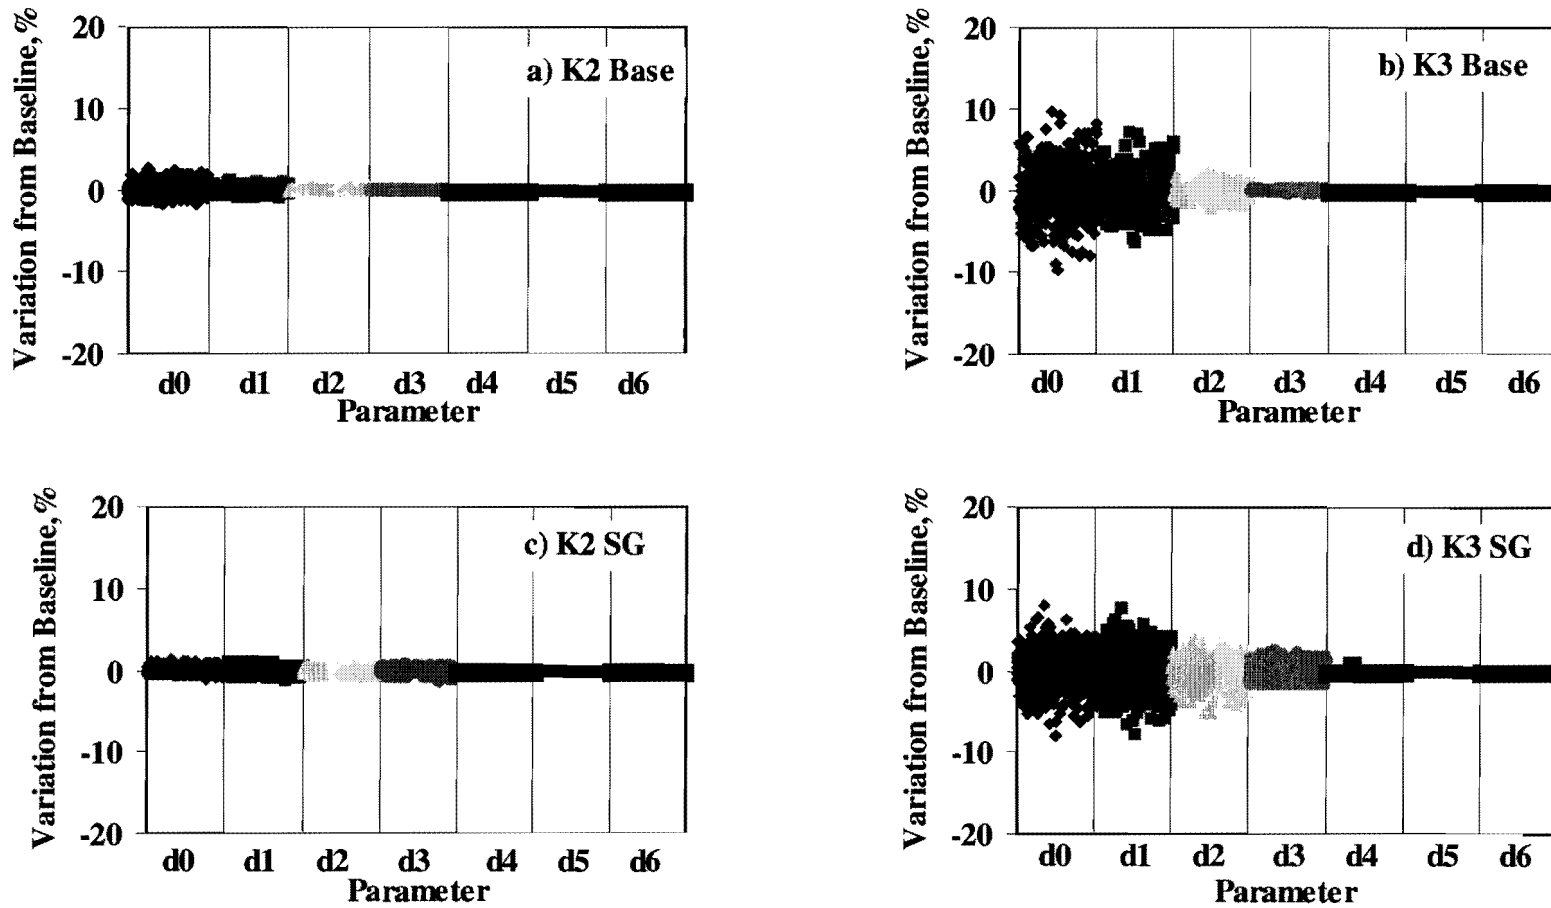 Variation from Baseline,%
20
10
0
-10
-20
a) K2 Base
d0 d1 d2 d3 d4 d5 d6
Parameter
Variation from Baseline,%
20
10
0
-10
-20
b) K3 Base
d0 d1 d2 d3 d4 d5 d6
Parameter
Variation from Baseline,%
20
10
0
-10
-20
c) K2 SG
d0 d1 d2 d3 d4 d5 d6
Parameter
Variation from Baseline,%
20
10
0
-10
-20
d) K3 SG
d0 d1 d2 d3 d4 d5 d6
Parameter